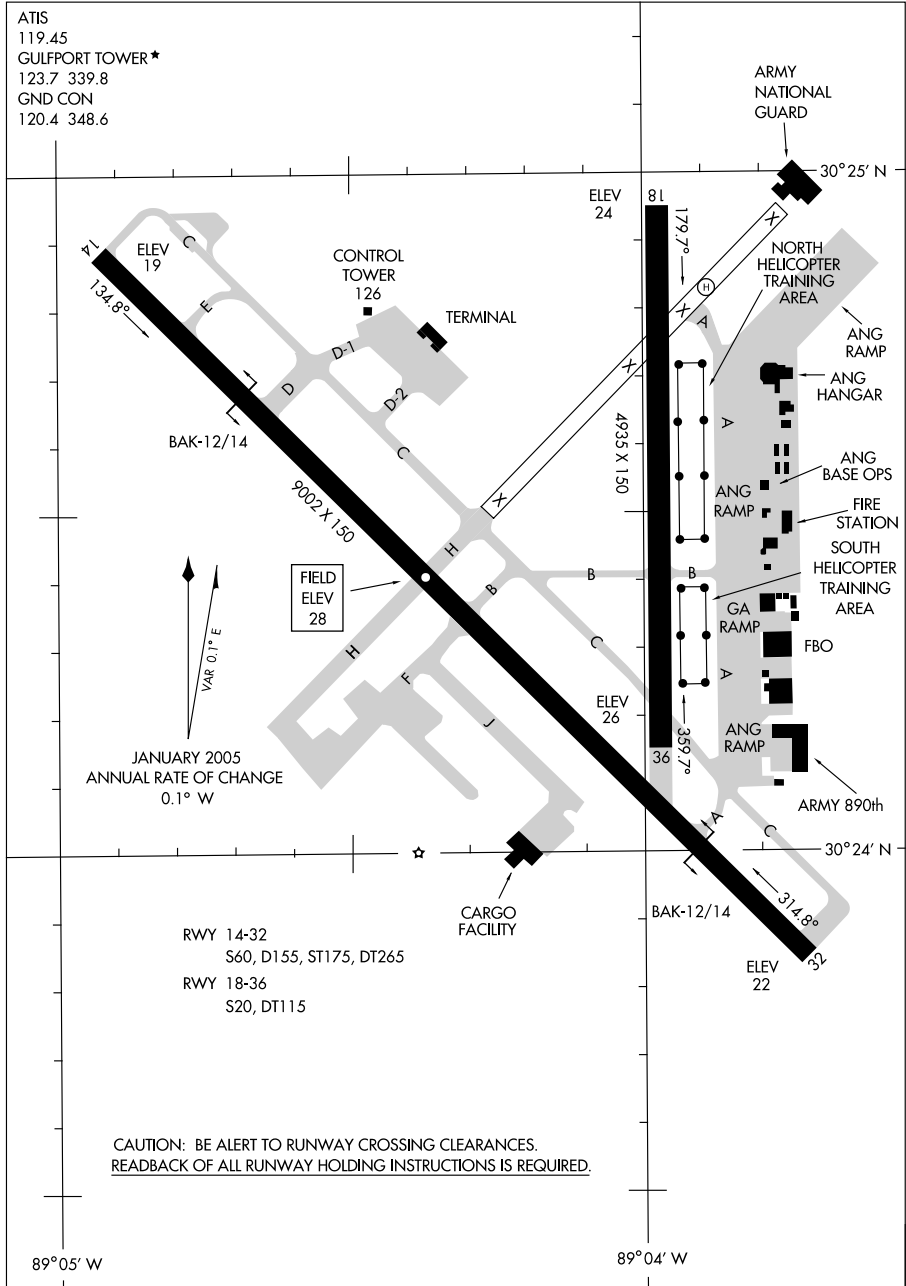 ATIS
119.45
GULFPORT TOWER★
123.7 339.8
GND CON
120.4 348.6
ARMY
NATIONAL
GUARD
30°25' N
ELEV
24
18
179.7°
X
NORTH
HELICOPTER
TRAINING
AREA
14
ELEV
19
134.8°
C
E
CONTROL
TOWER
126
TERMINAL
D-1
D
D-2
C
X
H
A
X
ANG
RAMP
ANG
HANGAR
BAK-12/14
9002 X 150
4935 X 150
A
ANG
BASE OPS
ANG
RAMP
FIRE
STATION
X
H
B
B
B
SOUTH
HELICOPTER
TRAINING
AREA
FIELD
ELEV
28
H
F
J
C
GA
RAMP
FBO
A
VAR 0.1° E
ELEV
26
36
359.7°
ANG
RAMP
ARMY 890th
JANUARY 2005
ANNUAL RATE OF CHANGE
0.1° W
A
C
30°24' N
CARGO
FACILITY
BAK-12/14
314.8°
32
ELEV
22
RWY 14-32
S60, D155, ST175, DT265
RWY 18-36
S20, DT115
CAUTION: BE ALERT TO RUNWAY CROSSING CLEARANCES.
READBACK OF ALL RUNWAY HOLDING INSTRUCTIONS IS REQUIRED.
89°05' W
89°04' W
X